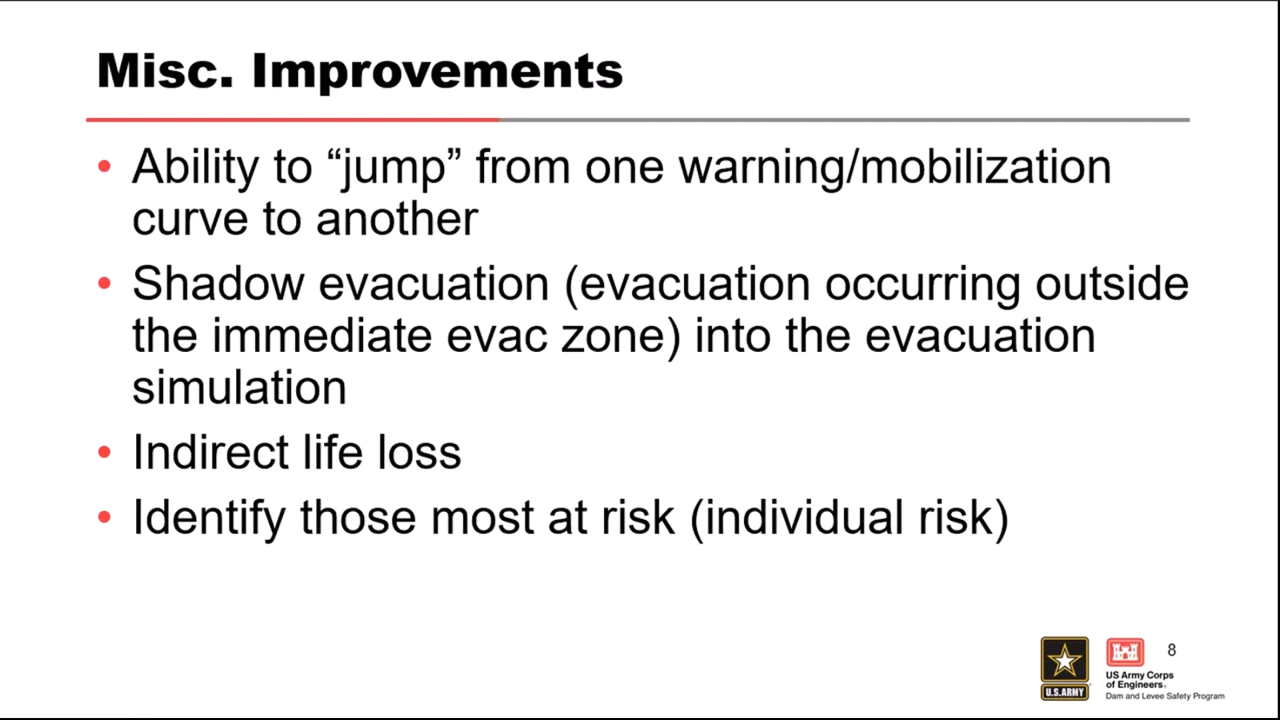 Misc. Improvements
• Ability to “jump” from one warning/mobilization
curve to another
• Shadow evacuation (evacuation occurring outside
the immediate evac zone) into the evacuation
simulation
• Indirect life loss
• Identify those most at risk (individual risk)
8
U.S.ARMY
US Army Corps
of Engineers®
Dam and Levee Safety Program